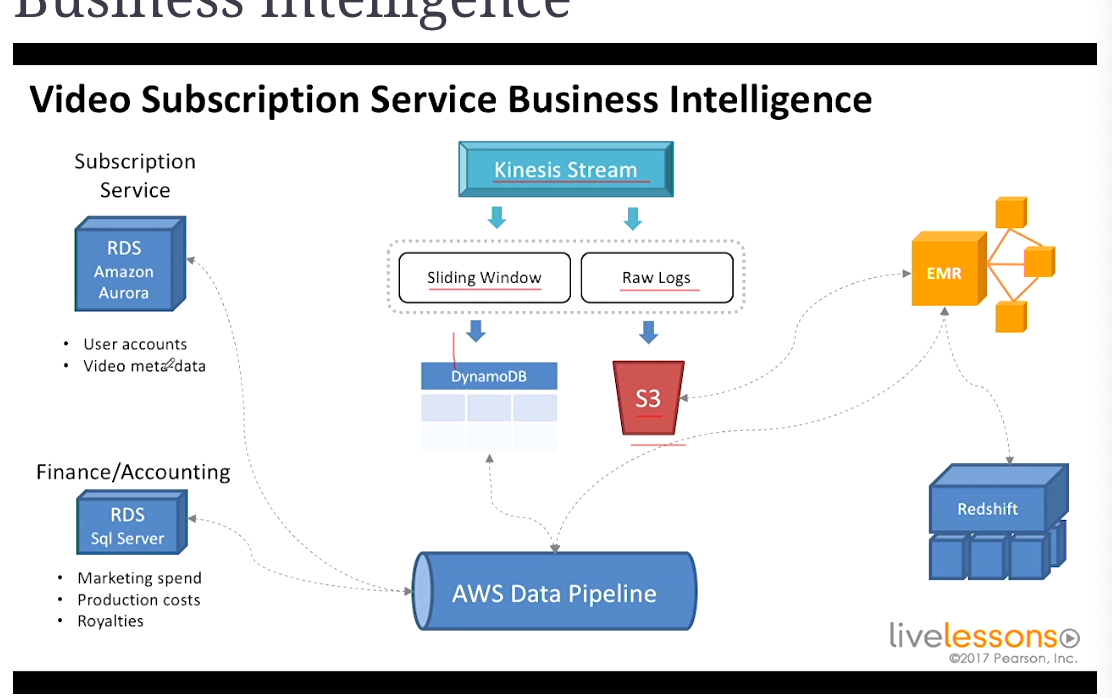 Business Intelligence
Video Subscription Service Business Intelligence
Subscription
Service
RDS
Amazon
Aurora
• User accounts
• Video metadata
Finance/Accounting
RDS
Sql Server
• Marketing spend
• Production costs
• Royalties
Kinesis Stream
Sliding Window
Raw Logs
DynamoDB
S3
AWS Data Pipeline
EMR
Redshift
livelessons
©2017 Pearson, Inc.